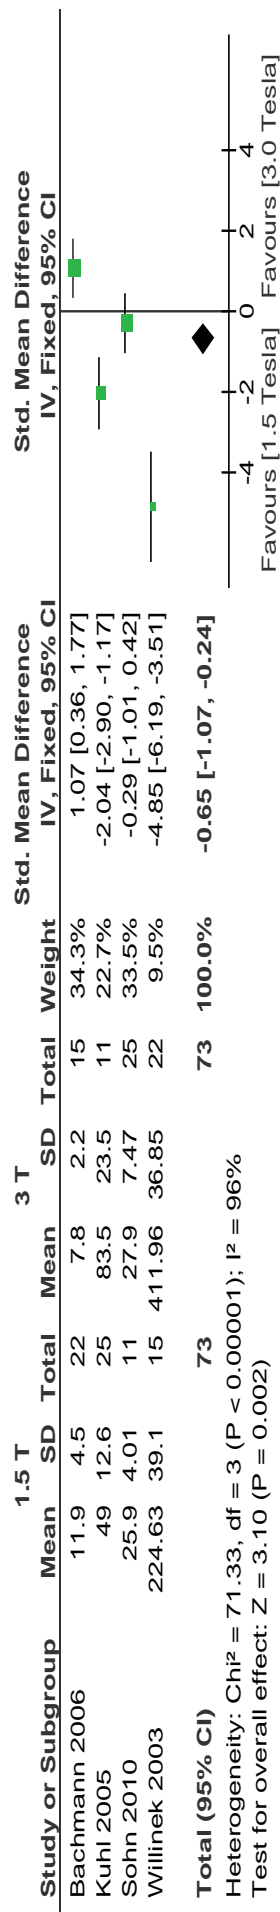 1.5 T 3 T Std. Mean Difference Std. Mean Difference
Study or Subgroup Mean SD Total Mean SD Total Weight IV, Fixed, 95% CI IV, Fixed, 95% CI
Bachmann 2006 11.9 4.5 22 7.8 2.2 15 34.3% 1.07 [0.36, 1.77]
Kuhl 2005 49 12.6 25 83.5 23.5 11 22.7% -2.04 [-2.90, -1.17]
Sohn 2010 25.9 4.01 11 27.9 7.47 25 33.5% -0.29 [-1.01, 0.42]
Willinek 2003 224.63 39.1 15 411.96 36.85 22 9.5% -4.85 [-6.19, -3.51]
Total (95% CI) 73 73 100.0% -0.65 [-1.07, -0.24]
Heterogeneity: Chi² = 71.33, df = 3 (P < 0.00001); I² = 96%
Test for overall effect: Z = 3.10 (P = 0.002)
-4 -2 0 2 4
Favours [1.5 Tesla] Favours [3.0 Tesla]